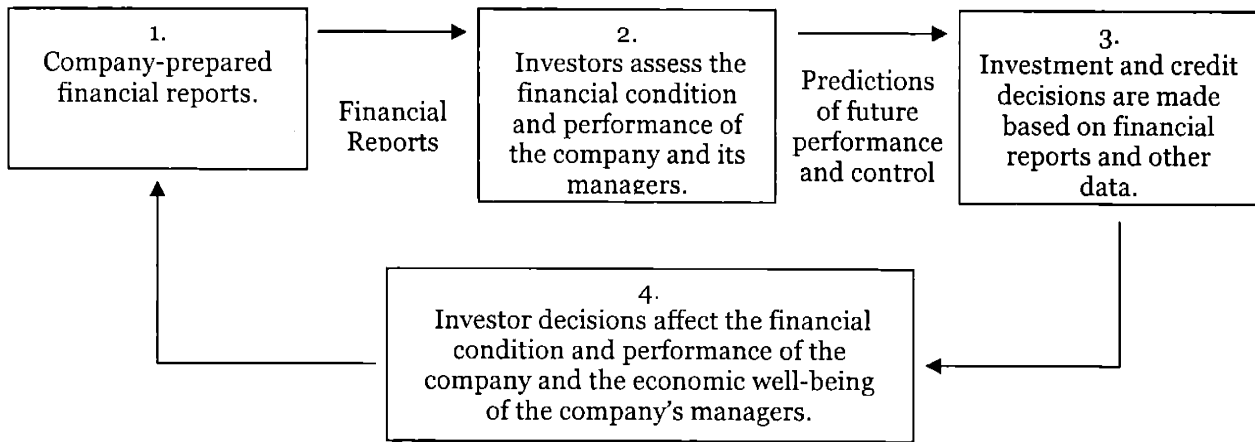 1.
Company-prepared
financial reports.
Financial
Reports
2.
Investors assess the
financial condition
and performance of
the company and its
managers.
Predictions
of future
performance
and control
3.
Investment and credit
decisions are made
based on financial
reports and other
data.
4.
Investor decisions affect the financial
condition and performance of the
company and the economic well-being
of the company's managers.